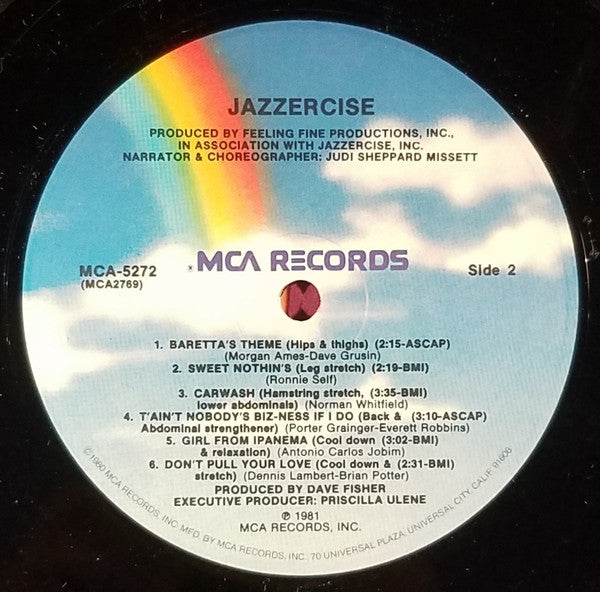 JAZZERCISE
PRODUCED BY FEELING FINE PRODUCTIONS, INC.,
IN ASSOCIATION WITH JAZZERCISE, INC.
NARRATOR & CHOREOGRAPHER: JUDI SHEPPARD MISSETT
MCA RECORDS
MCA-5272
(MCA2769)
Side 2
1. BARETTA'S THEME (Hips & thighs) (2:15-ASCAP)
(Morgan Ames-Dave Grusin)
2. SWEET NOTHIN'S (Leg stretch) (2:19-BMI)
(Ronnie Self)
3. CARWASH (Hamstring stretch, (3:35-BMI)
lower abdominals) (Norman Whitfield)
4. T'AIN'T NOBODY'S BIZ-NESS IF I DO (Back & (3:10-ASCAP)
Abdominal strengthener) (Porter Grainger-Everett Robbins)
5. GIRL FROM IPANEMA (Cool down (3:02-BMI)
& relaxation) (Antonio Carlos Jobim)
6. DON'T PULL YOUR LOVE (Cool down & (2:31-BMI)
stretch) (Dennis Lambert-Brian Potter)
PRODUCED BY DAVE FISHER
EXECUTIVE PRODUCER: PRISCILLA ULENE
℗ 1981
MCA RECORDS, INC.
© 1980 MCA RECORDS, INC. MFD. BY MCA RECORDS, INC., 70 UNIVERSAL PLAZA, UNIVERSAL CITY, CALIF. 91608